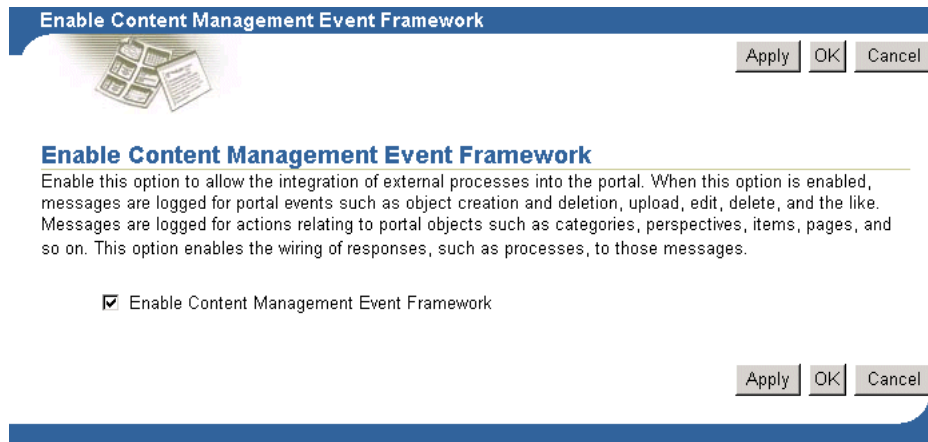 Enable Content Management Event Framework
Apply OK Cancel
Enable Content Management Event Framework
Enable this option to allow the integration of external processes into the portal. When this option is enabled,
messages are logged for portal events such as object creation and deletion, upload, edit, delete, and the like.
Messages are logged for actions relating to portal objects such as categories, perspectives, items, pages, and
so on. This option enables the wiring of responses, such as processes, to those messages.
Enable Content Management Event Framework
Apply OK Cancel